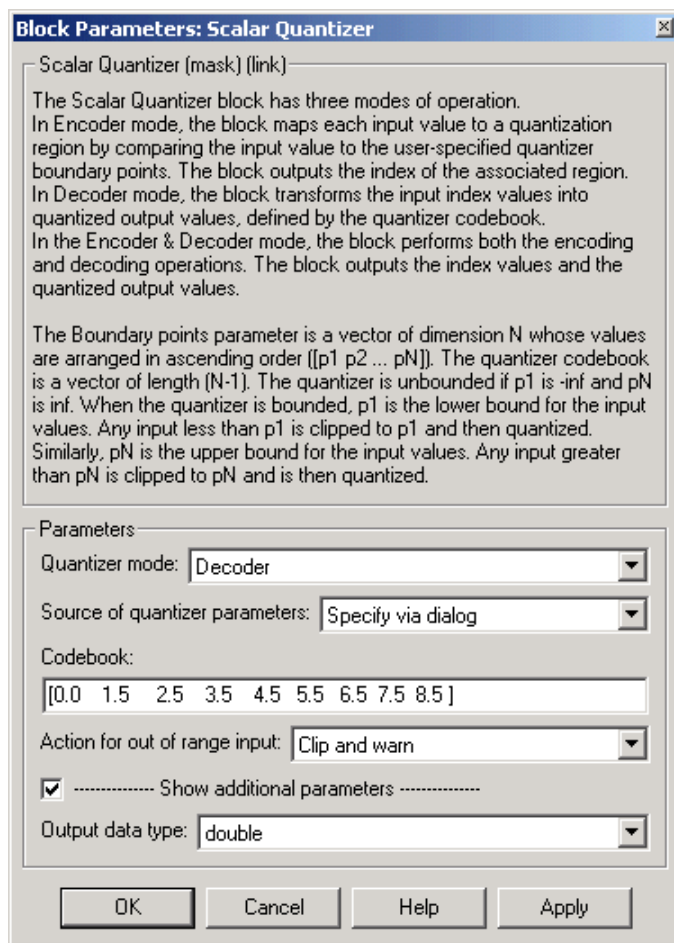 Block Parameters: Scalar Quantizer
Scalar Quantizer (mask) (link)
The Scalar Quantizer block has three modes of operation.
In Encoder mode, the block maps each input value to a quantization
region by comparing the input value to the user-specified quantizer
boundary points. The block outputs the index of the associated region.
In Decoder mode, the block transforms the input index values into
quantized output values, defined by the quantizer codebook.
In the Encoder & Decoder mode, the block performs both the encoding
and decoding operations. The block outputs the index values and the
quantized output values.
The Boundary points parameter is a vector of dimension N whose values
are arranged in ascending order ([p1 p2 ... pN]). The quantizer codebook
is a vector of length (N-1). The quantizer is unbounded if p1 is -inf and pN
is inf. When the quantizer is bounded, p1 is the lower bound for the input
values. Any input less than p1 is clipped to p1 and then quantized.
Similarly, pN is the upper bound for the input values. Any input greater
than pN is clipped to pN and is then quantized.
Parameters
Quantizer mode: Decoder
Source of quantizer parameters: Specify via dialog
Codebook:
[0.0 1.5 2.5 3.5 4.5 5.5 6.5 7.5 8.5 ]
Action for out of range input: Clip and warn
--------------- Show additional parameters ---------------
Output data type: double
OK Cancel Help Apply